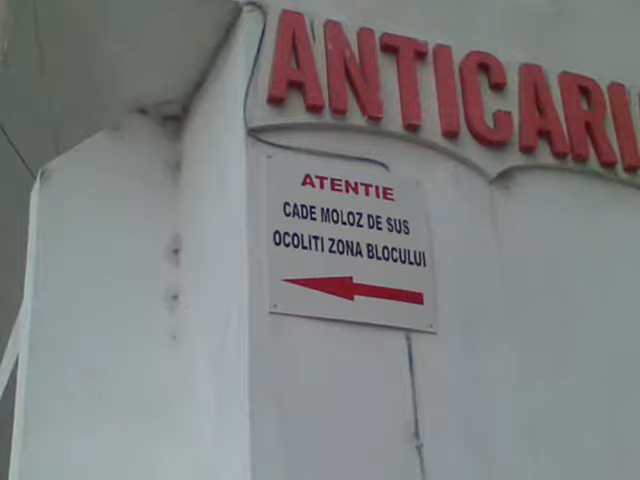 ANTICARI
ATENTIE
CADE MOLOZ DE SUS
OCOLITI ZONA BLOCULUI